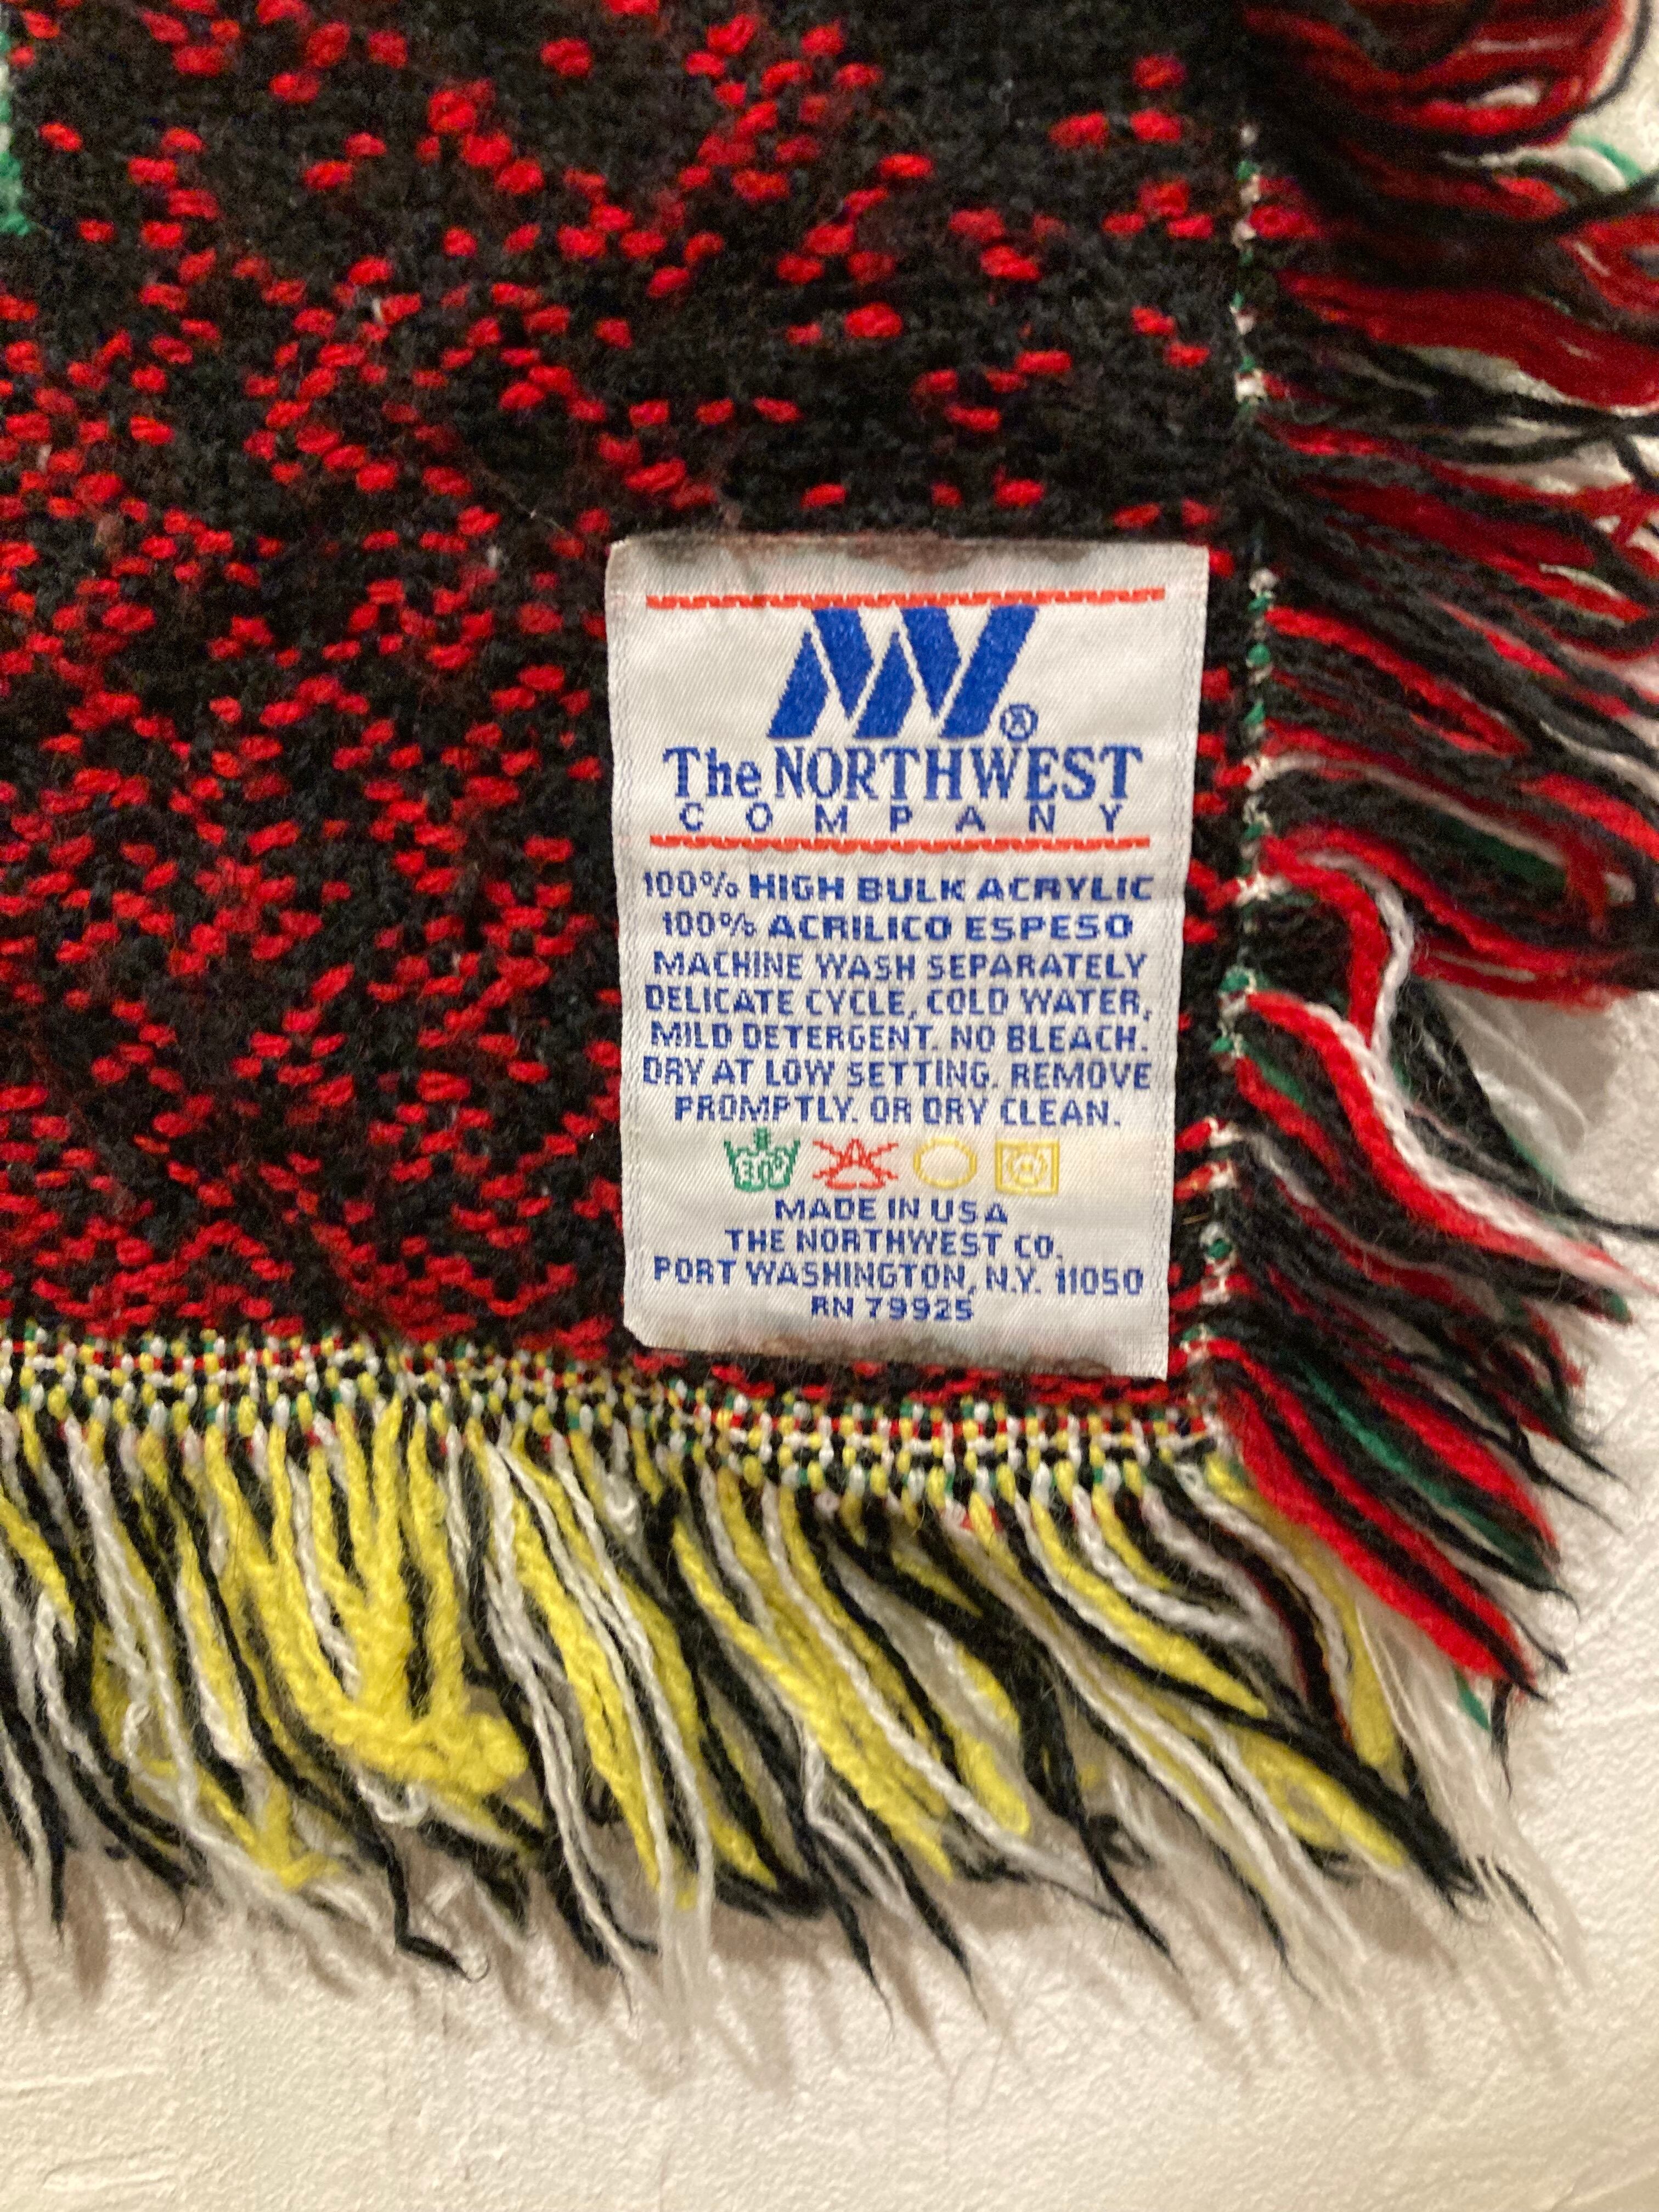 ®
The NORTHWEST
COMPANY
100% HIGH BULK ACRYLIC
100% ACRILICO ESPESO
MACHINE WASH SEPARATELY
DELICATE CYCLE, COLD WATER,
MILD DETERGENT. NO BLEACH.
DRY AT LOW SETTING. REMOVE
PROMPTLY. OR DRY CLEAN.
MADE IN USA
THE NORTHWEST CO.
PORT WASHINGTON, N.Y. 11050
RN 79925